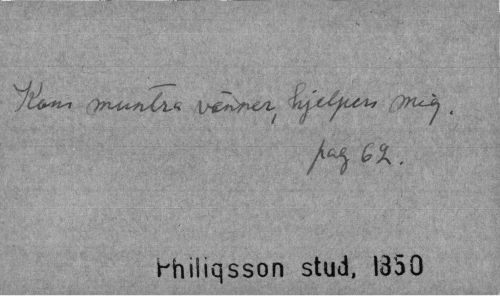 Kom muntra vänner, hjelpen mig.
pag 62.
Philiqsson stud, 1850